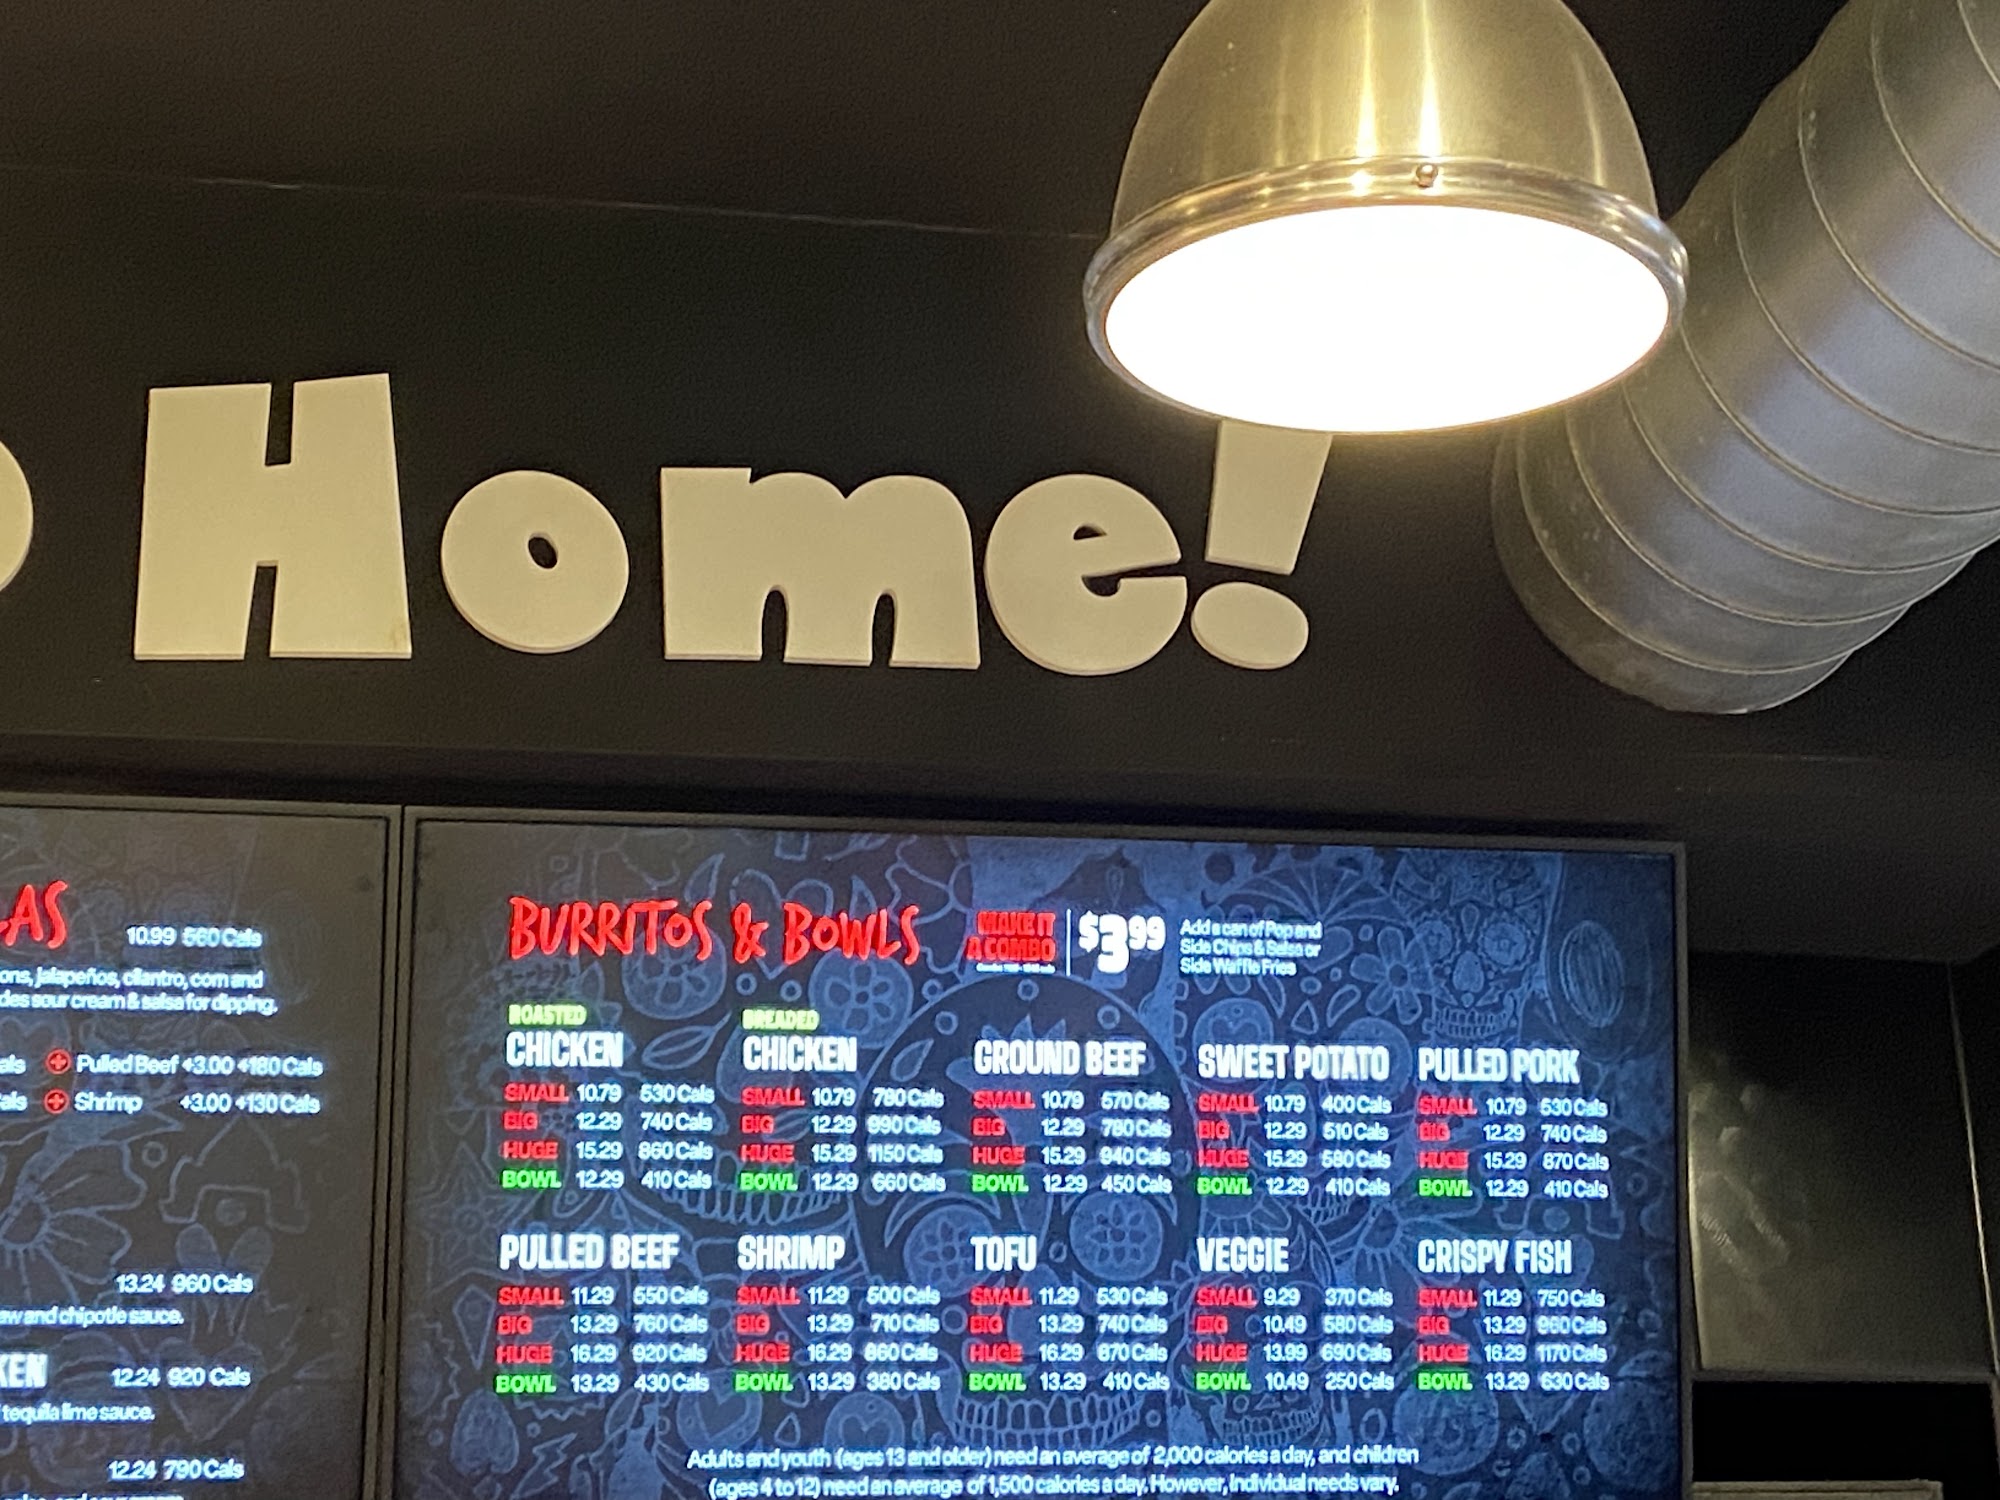 Home!
LAS
10.99 560 Cals
ons, jalapeños, cilantro, corn and
des sour cream & salsa for dipping.
als + Pulled Beef +3.00 +180 Cals
als + Shrimp +3.00 +130 Cals
13.24 960 Cals
aw and chipotle sauce.
KEN 12.24 920 Cals
tequila lime sauce.
12.24 790 Cals
BURRITOS & BOWLS
MAKE IT
A COMBO
$3.99
Add a can of Pop and
Side Chips & Salsa or
Side Waffle Fries
ROASTED
CHICKEN
SMALL 10.79 530 Cals
BIG 12.29 740 Cals
HUGE 15.29 860 Cals
BOWL 12.29 410 Cals
BREADED
CHICKEN
SMALL 10.79 780 Cals
BIG 12.29 990 Cals
HUGE 15.29 1150 Cals
BOWL 12.29 660 Cals
GROUND BEEF
SMALL 10.79 570 Cals
BIG 12.29 780 Cals
HUGE 15.29 940 Cals
BOWL 12.29 450 Cals
SWEET POTATO
SMALL 10.79 400 Cals
BIG 12.29 510 Cals
HUGE 15.29 580 Cals
BOWL 12.29 410 Cals
PULLED PORK
SMALL 10.79 530 Cals
BIG 12.29 740 Cals
HUGE 15.29 870 Cals
BOWL 12.29 410 Cals
PULLED BEEF
SMALL 11.29 550 Cals
BIG 13.29 760 Cals
HUGE 16.29 920 Cals
BOWL 13.29 430 Cals
SHRIMP
SMALL 11.29 500 Cals
BIG 13.29 710 Cals
HUGE 16.29 860 Cals
BOWL 13.29 380 Cals
TOFU
SMALL 11.29 530 Cals
BIG 13.29 740 Cals
HUGE 16.29 870 Cals
BOWL 13.29 410 Cals
VEGGIE
SMALL 9.29 370 Cals
BIG 10.49 580 Cals
HUGE 13.99 690 Cals
BOWL 10.49 250 Cals
CRISPY FISH
SMALL 11.29 750 Cals
BIG 13.29 960 Cals
HUGE 16.29 1170 Cals
BOWL 13.29 630 Cals
Adults and youth (ages 13 and older) need an average of 2,000 calories a day, and children
(ages 4 to 12) need an average of 1,500 calories a day. However, individual needs vary.